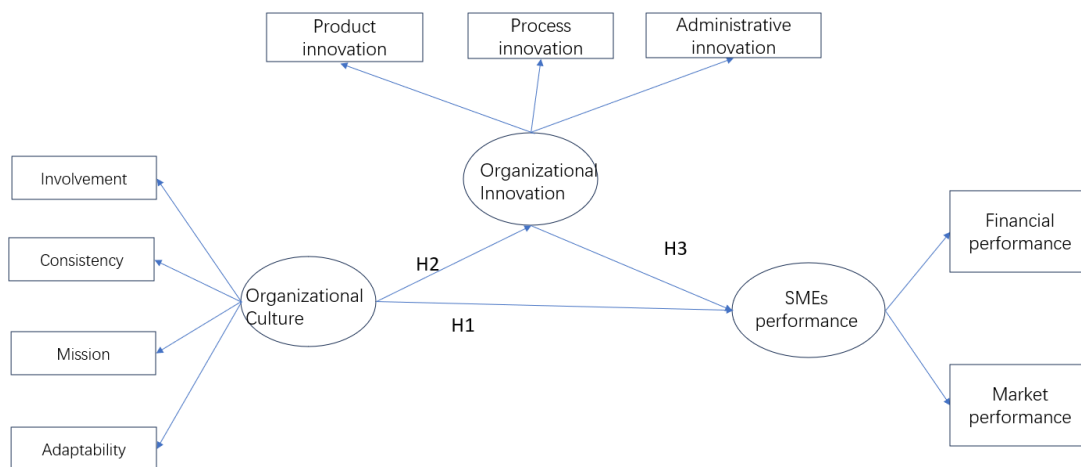 Product
innovation
Process
innovation
Administrative
innovation
Involvement
Organizational
Innovation
Financial
performance
Consistency
H2
H3
Organizational
Culture
SMEs
performance
H1
Mission
Market
performance
Adaptability